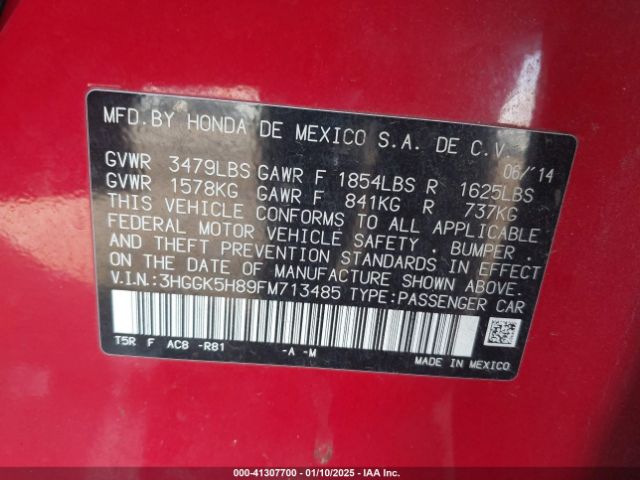 MFD.BY HONDA DE MEXICO S.A. DE C.V.
06/'14
GVWR 3479LBS GAWR F 1854LBS R 1625LBS
GVWR 1578KG GAWR F 841KG R 737KG
THIS VEHICLE CONFORMS TO ALL APPLICABLE
FEDERAL MOTOR VEHICLE SAFETY , BUMPER ,
AND THEFT PREVENTION STANDARDS IN EFFECT
ON THE DATE OF MANUFACTURE SHOWN ABOVE.
V.I.N.:3HGGK5H89FM713485 TYPE:PASSENGER CAR
T5R F AC8 -R81 -A -M
MADE IN MEXICO
000-41307700 - 01/10/2025 - IAA Inc.